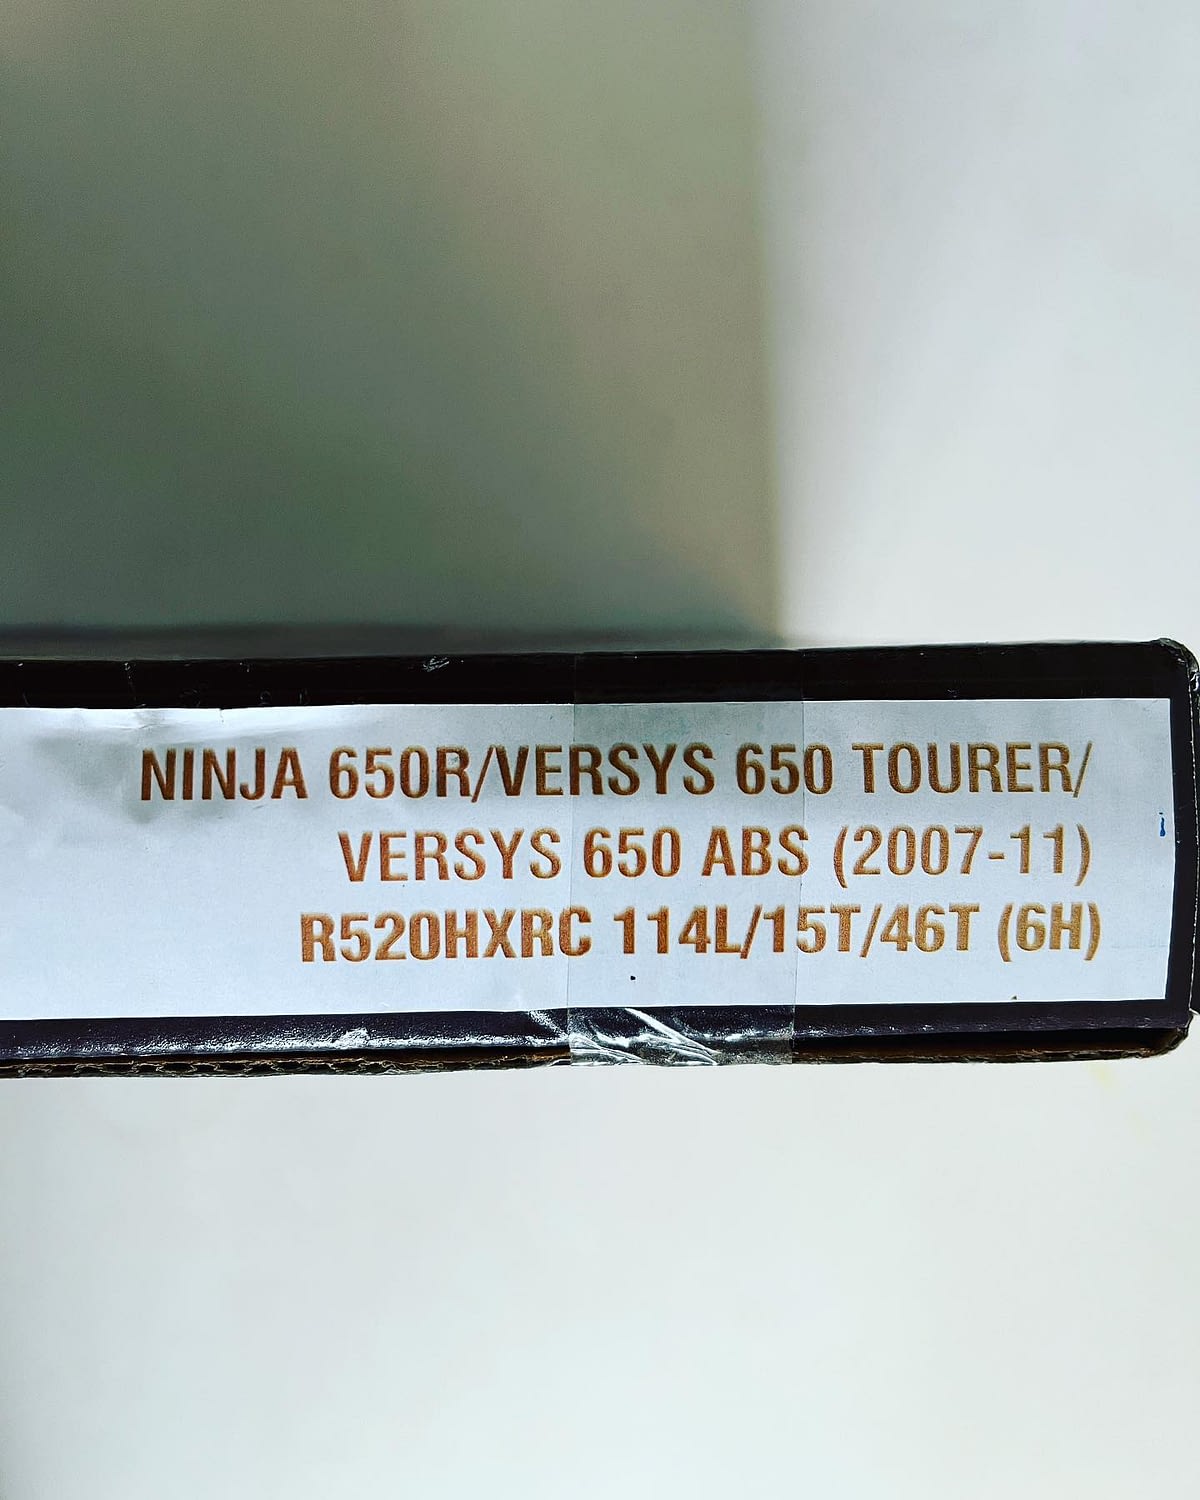 NINJA 650R/VERSYS 650 TOURER/
VERSYS 650 ABS (2007-11)
R520HXRC 114L/15T/46T (6H)